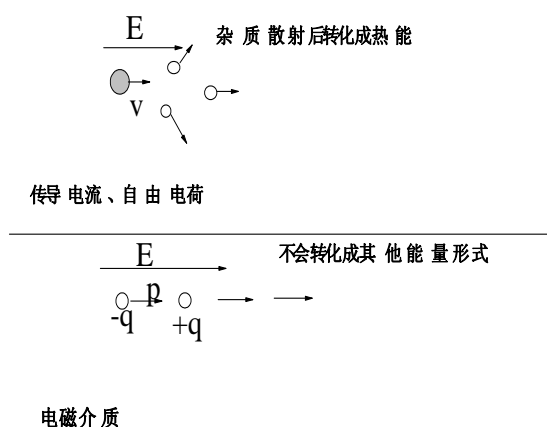 E
杂质散射后转化成热能
v
传导电流、自由电荷
E
不会转化成其他能量形式
p
-q
+q
电磁介质